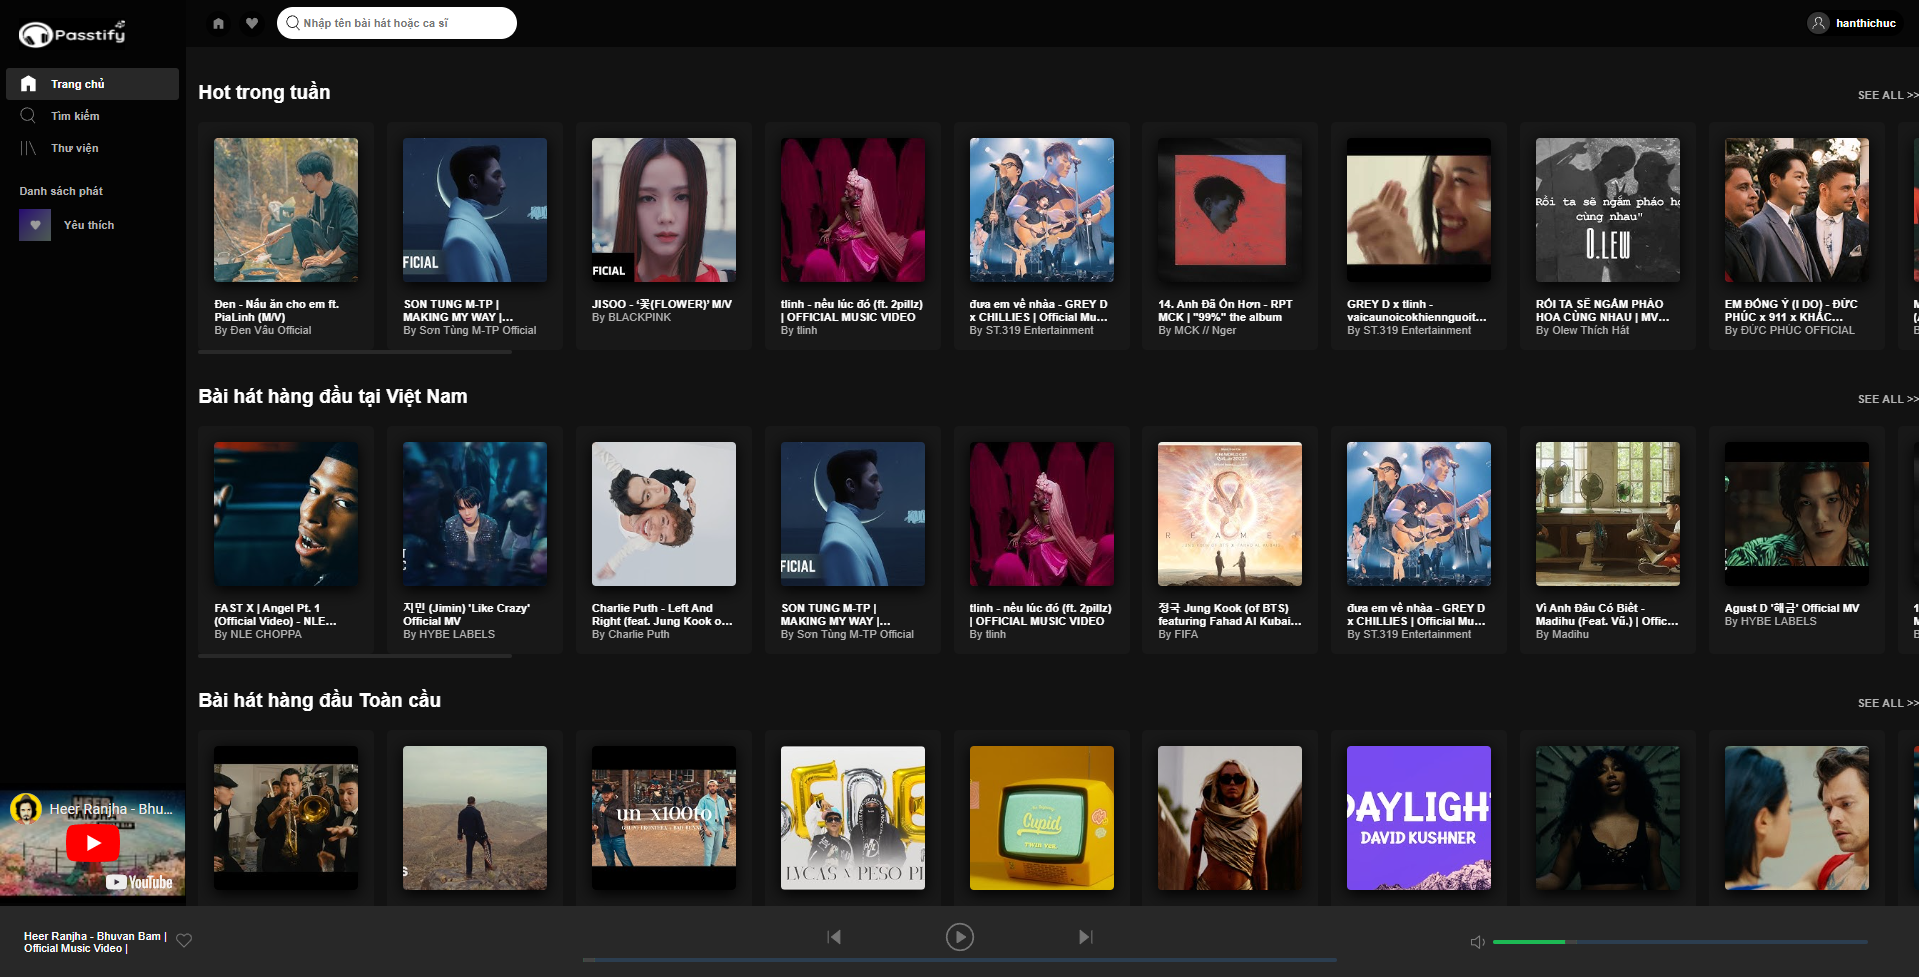 Passtify
Nhập tên bài hát hoặc ca sĩ
hanthichuc
Trang chủ
Tìm kiếm
Thư viện
Danh sách phát
Yêu thích
Hot trong tuần
SEE ALL >>
FICIAL
FICIAL
Rồi ta sẽ ngắm pháo h
cùng nhau"
O.lew
Đen - Nấu ăn cho em ft.
PiaLinh (M/V)
By Đen Vâu Official
SON TUNG M-TP |
MAKING MY WAY |...
By Sơn Tùng M-TP Official
JISOO - ‘꽃(FLOWER)’ M/V
By BLACKPINK
tlinh - nếu lúc đó (ft. 2pillz)
| OFFICIAL MUSIC VIDEO
By tlinh
đưa em về nhàa - GREY D
x CHILLIES | Official Mu...
By ST.319 Entertainment
14. Anh Đã Ổn Hơn - RPT
MCK | "99%" the album
By MCK // Nger
GREY D x tlinh -
vaicaunoicokhiennguoit...
By ST.319 Entertainment
RỒI TA SẼ NGẮM PHÁO
HOA CÙNG NHAU | MV...
By Olew Thích Hát
EM ĐỒNG Ý (I DO) - ĐỨC
PHÚC x 911 x KHẮC...
By ĐỨC PHÚC OFFICIAL
Bài hát hàng đầu tại Việt Nam
SEE ALL >>
FICIAL
REAME
FAST X | Angel Pt. 1
(Official Video) - NLE...
By NLE CHOPPA
지민 (Jimin) 'Like Crazy'
Official MV
By HYBE LABELS
Charlie Puth - Left And
Right (feat. Jung Kook o...
By Charlie Puth
SON TUNG M-TP |
MAKING MY WAY |...
By Sơn Tùng M-TP Official
tlinh - nếu lúc đó (ft. 2pillz)
| OFFICIAL MUSIC VIDEO
By tlinh
정국 Jung Kook (of BTS)
featuring Fahad Al Kubai...
By FIFA
đưa em về nhàa - GREY D
x CHILLIES | Official Mu...
By ST.319 Entertainment
Vì Anh Đâu Có Biết -
Madihu (Feat. Vũ.) | Offic...
By Madihu
Agust D '해금' Official MV
By HYBE LABELS
Bài hát hàng đầu Toàn cầu
SEE ALL >>
un x100to
GRUPO FRONTERA x BAD BUNNY
LVCAS x PESO PL
Cupid
TWIN VER.
DAYLIGHT
DAVID KUSHNER
Heer Ranjha - Bhu...
HEER
RANJHA
YouTube
Heer Ranjha - Bhuvan Bam |
Official Music Video |